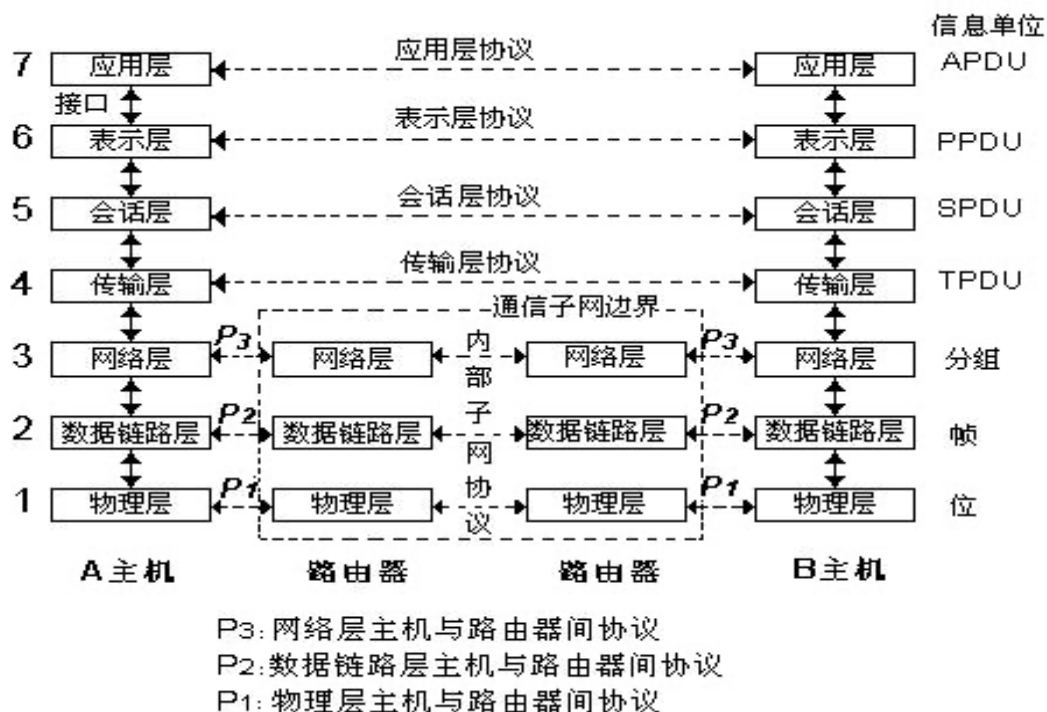 信息单位
7 应用层 应用层协议 应用层 APDU
接口
6 表示层 表示层协议 表示层 PPDU
5 会话层 会话层协议 会话层 SPDU
4 传输层 传输层协议 传输层 TPDU
通信子网边界
3 网络层 P3 网络层 内 网络层 P3 网络层 分组
部
2 数据链路层 P2 数据链路层 子 数据链路层 P2 数据链路层 帧
网
1 物理层 P1 物理层 协 物理层 P1 物理层 位
议
A主机 路由器 路由器 B主机
P3:网络层主机与路由器间协议
P2:数据链路层主机与路由器间协议
P1:物理层主机与路由器间协议